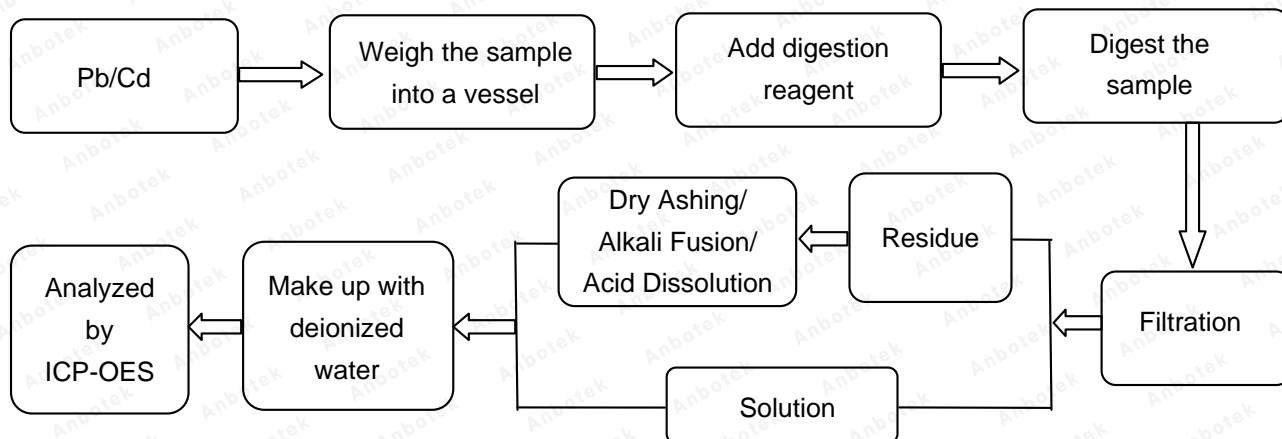 Pb/Cd
Weigh the sample
into a vessel
Add digestion
reagent
Digest the
sample
Dry Ashing/
Alkali Fusion/
Acid Dissolution
Residue
Filtration
Analyzed
by
ICP-OES
Make up with
deionized
water
Solution
Anbotek